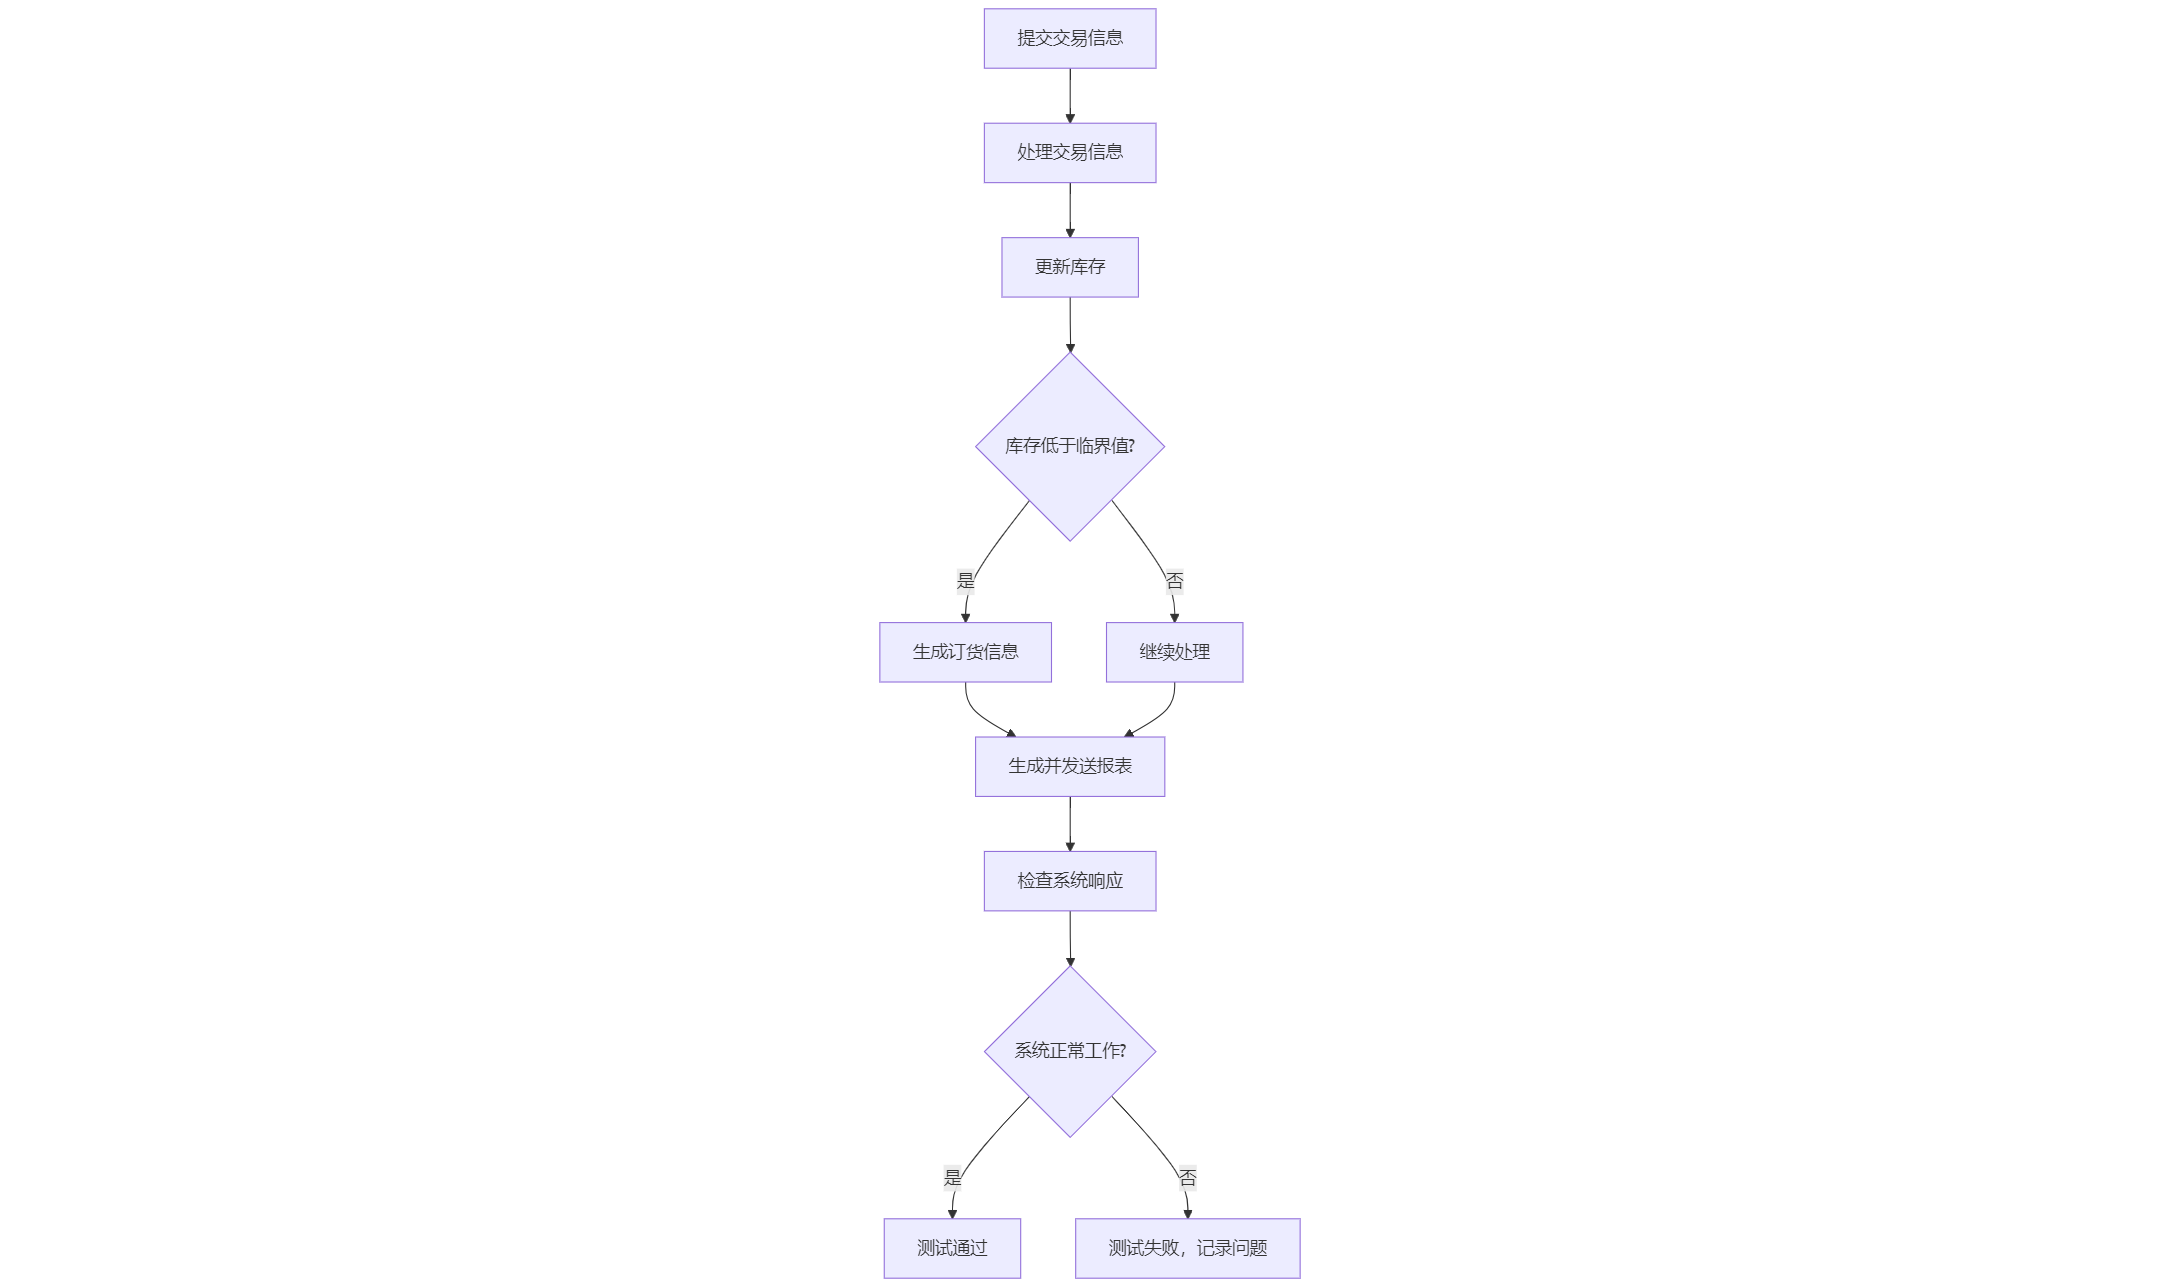 提交交易信息
处理交易信息
更新库存
库存低于临界值?
是
否
生成订货信息
继续处理
生成并发送报表
检查系统响应
系统正常工作?
是
否
测试通过
测试失败，记录问题